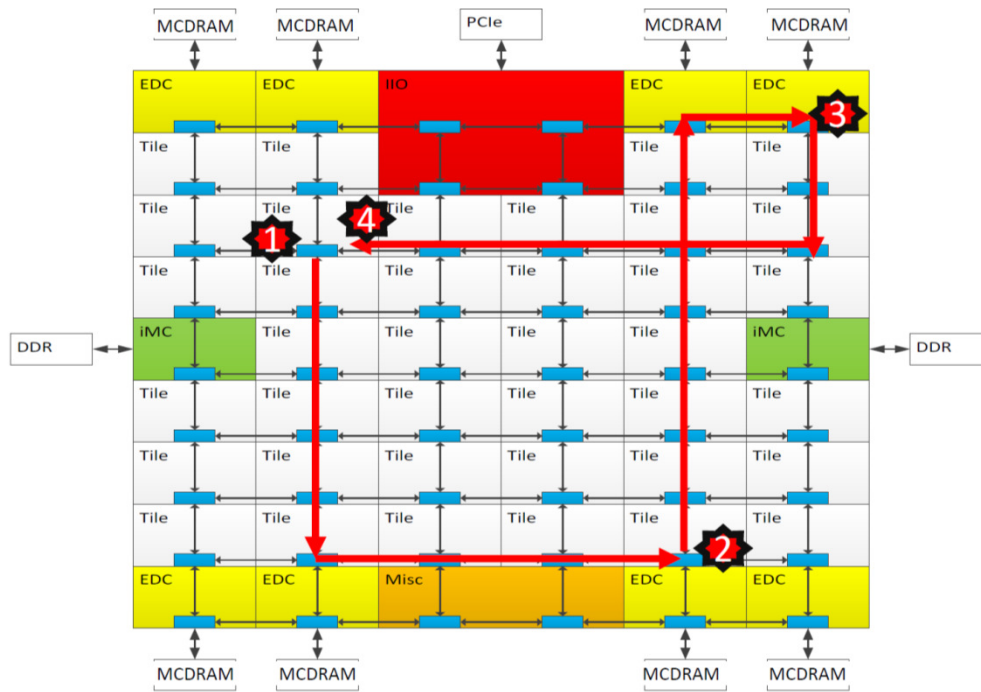 MCDRAM MCDRAM PCIe MCDRAM MCDRAM
EDC EDC IIO EDC EDC
3
Tile Tile Tile Tile
Tile Tile Tile Tile Tile Tile
1 4
Tile Tile Tile Tile Tile Tile
iMC Tile Tile Tile Tile iMC
DDR DDR
Tile Tile Tile Tile Tile Tile
Tile Tile Tile Tile Tile Tile
Tile Tile Tile Tile Tile Tile
2
EDC EDC Misc EDC EDC
MCDRAM MCDRAM MCDRAM MCDRAM